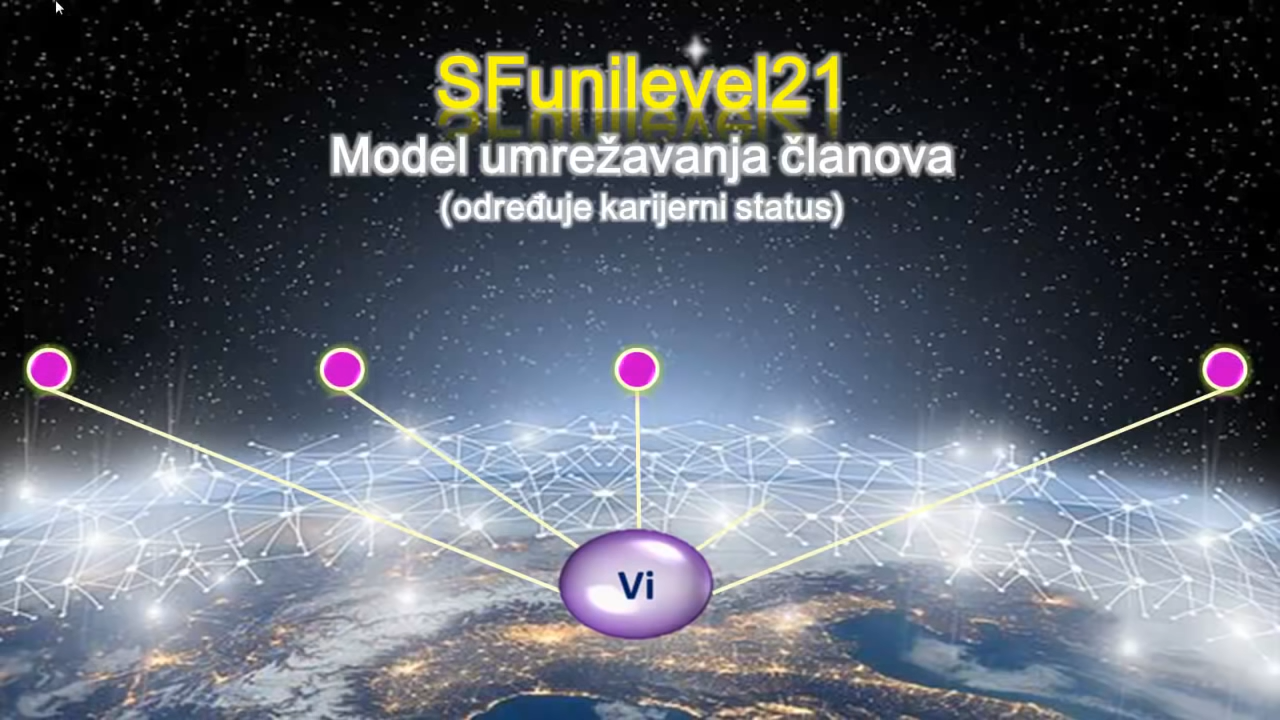 SFunilevel21
Model umrežavanja članova
(određuje karijerni status)
Vi